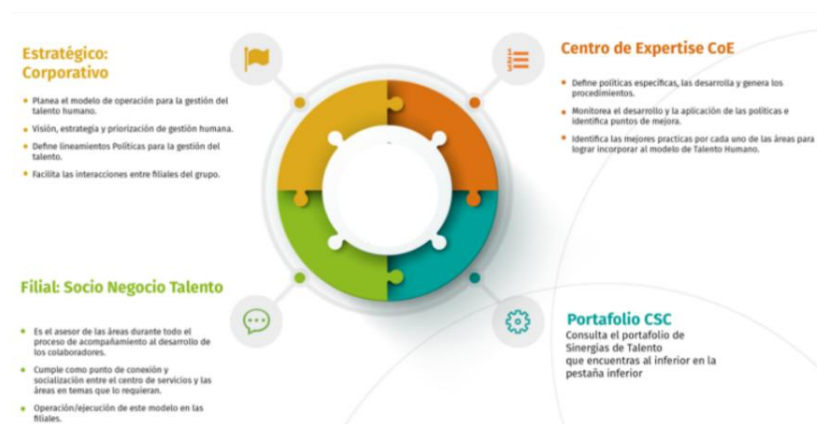 Estratégico:
Corporativo
Planea el modelo de operación para la gestión del
talento humano.
Visión, estrategia y priorización de gestión humana.
Define lineamientos Políticas para la gestión del
talento.
Facilita las interacciones entre filiales del grupo.
Centro de Expertise CoE
Define políticas específicas, las desarrolla y genera los
procedimientos.
Monitorea el desarrollo y la aplicación de las políticas e
identifica puntos de mejora.
Identifica las mejores practicas por cada uno de las áreas para
lograr incorporar al modelo de Talento Humano.
Filial: Socio Negocio Talento
Es el asesor de las áreas durante todo el
proceso de acompañamiento al desarrollo de
los colaboradores.
Cumple como punto de conexión y
socialización entre el centro de servicios y las
áreas en temas que lo requieran.
Operación/ejecución de este modelo en las
filiales.
Portafolio CSC
Consulta el portafolio de
Sinergias de Talento
que encuentras al inferior en la
pestaña inferior